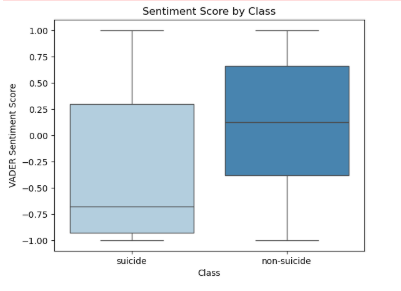 Sentiment Score by Class
VADER Sentiment Score
1.00
0.75
0.50
0.25
0.00
−0.25
−0.50
−0.75
−1.00
suicide
non-suicide
Class